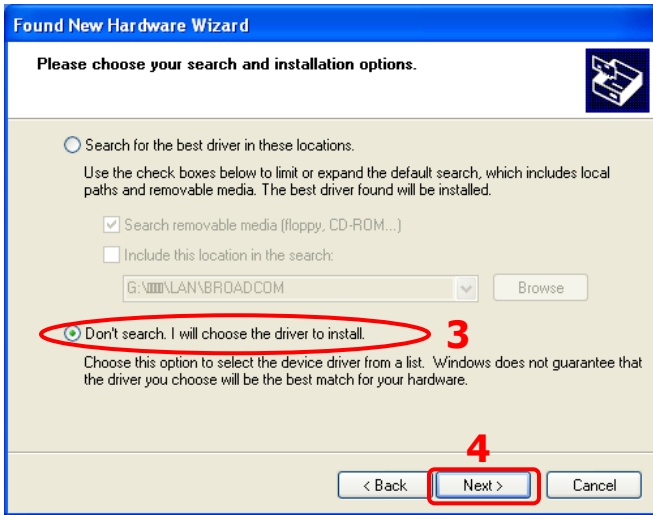 Found New Hardware Wizard
Please choose your search and installation options.
Search for the best driver in these locations.
Use the check boxes below to limit or expand the default search, which includes local
paths and removable media. The best driver found will be installed.
Search removable media (floppy, CD-ROM...)
Include this location in the search:
\LAN\BROADCOM
Browse
Don't search. I will choose the driver to install.
3
Choose this option to select the device driver from a list. Windows does not guarantee that
the driver you choose will be the best match for your hardware.
4
< Back
Next >
Cancel